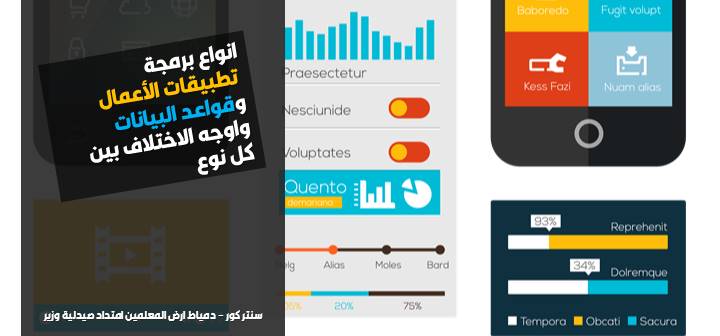 انواع برمجة
تطبيقات الأعمال
وقواعد البيانات
واوجه الاختلاف بين
كل نوع
سنتر كور - دمياط ارض المعلمين امتداد صيدلية وزير
Praesectetur
Nesciunide
Voluptates
Quento
demanana
Alias
Moles
Bard
20%
75%
Baboredo
Fugit volupt
Kess Fazi
Nuam alias
93%
Reprehenit
34%
Dolremque
Tempora
Obcati
Sacura